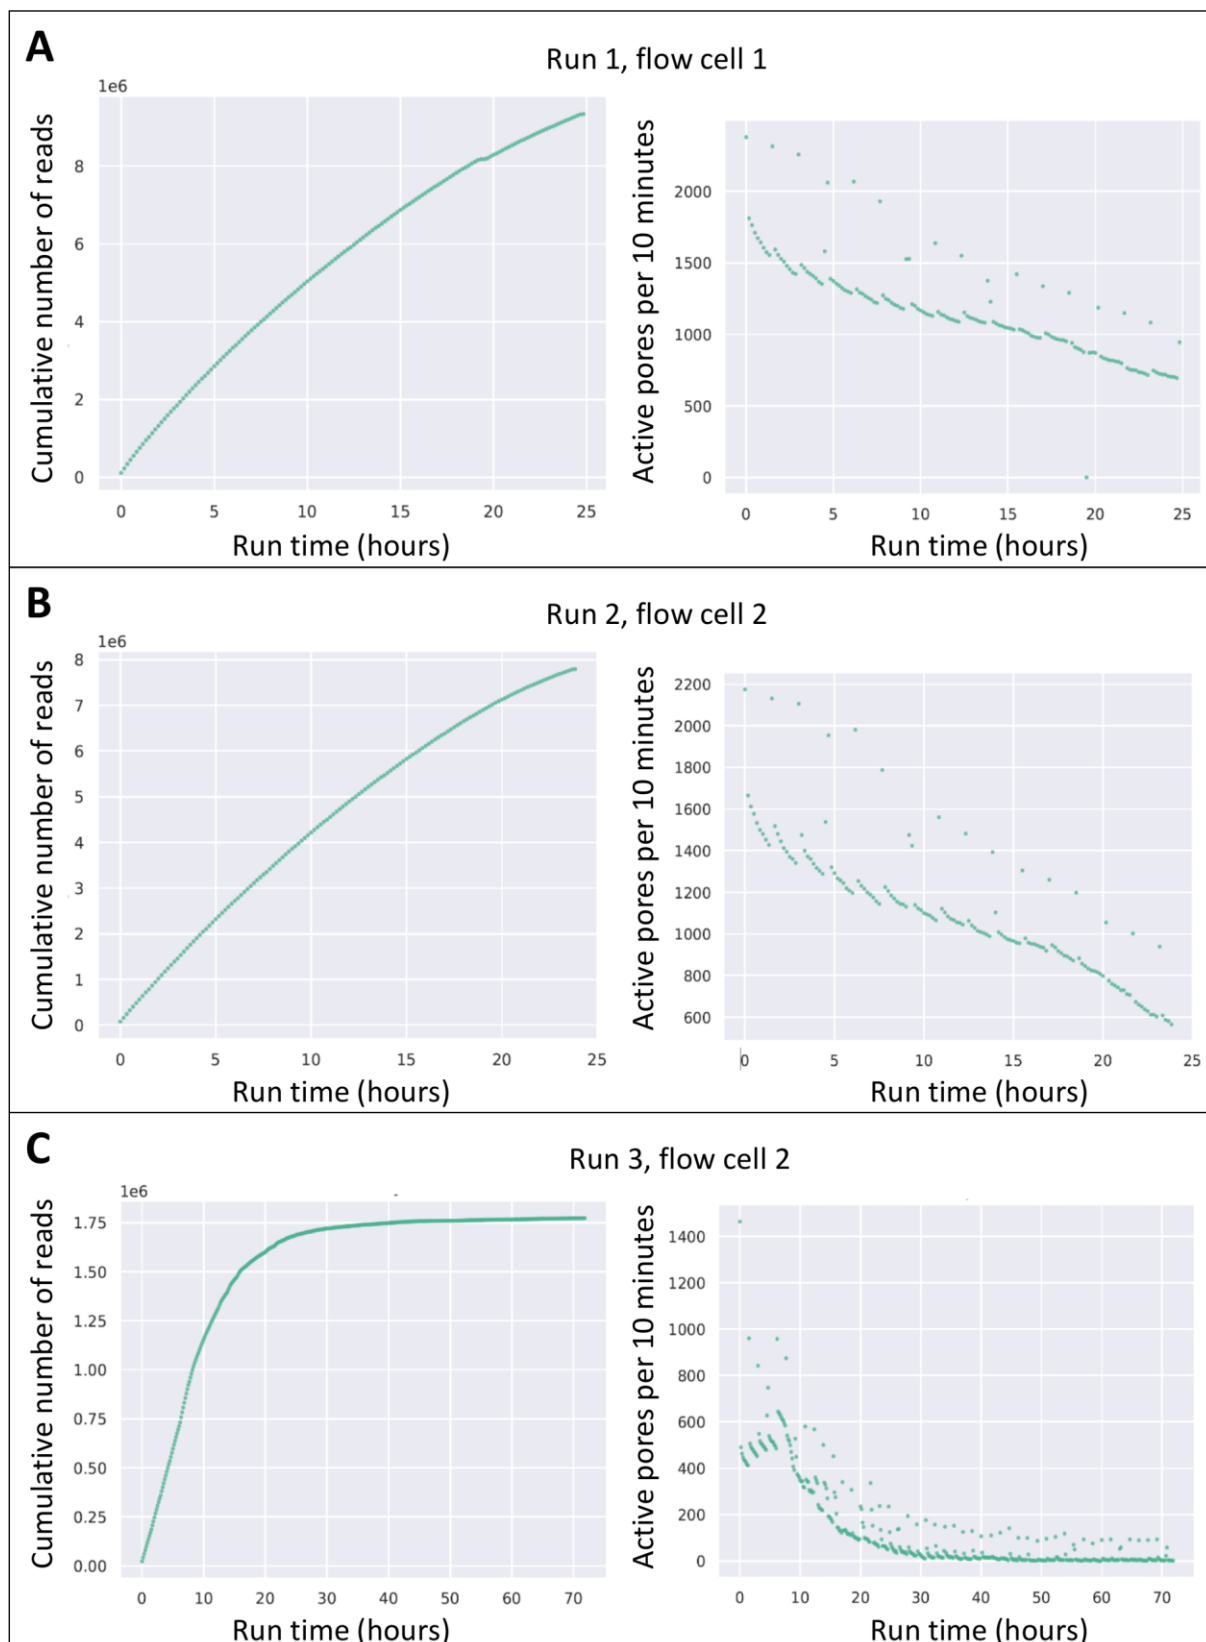 A
Run 1, flow cell 1
1e6
Cumulative number of reads
8
6
4
2
0
0 5 10 15 20 25
Run time (hours)
Active pores per 10 minutes
2000
1500
1000
500
0
0 5 10 15 20 25
Run time (hours)
B
Run 2, flow cell 2
1e6
Cumulative number of reads
8
7
6
5
4
3
2
1
0
0 5 10 15 20 25
Run time (hours)
Active pores per 10 minutes
2200
2000
1800
1600
1400
1200
1000
800
600
0 5 10 15 20 25
Run time (hours)
C
Run 3, flow cell 2
1e6
Cumulative number of reads
1.75
1.50
1.25
1.00
0.75
0.50
0.25
0.00
0 10 20 30 40 50 60 70
Run time (hours)
Active pores per 10 minutes
1400
1200
1000
800
600
400
200
0
0 10 20 30 40 50 60 70
Run time (hours)